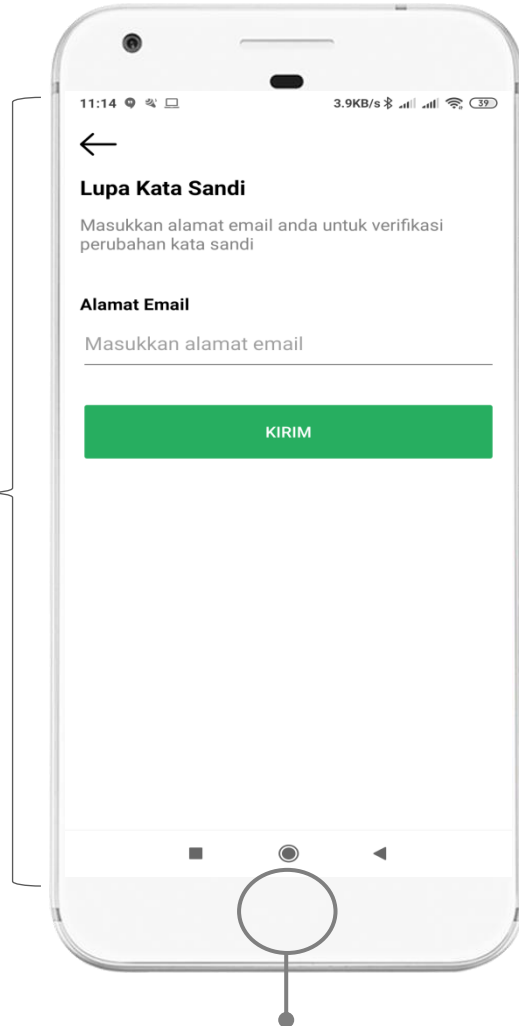 11:14 3.9KB/s 39
Lupa Kata Sandi
Masukkan alamat email anda untuk verifikasi
perubahan kata sandi
Alamat Email
Masukkan alamat email
KIRIM